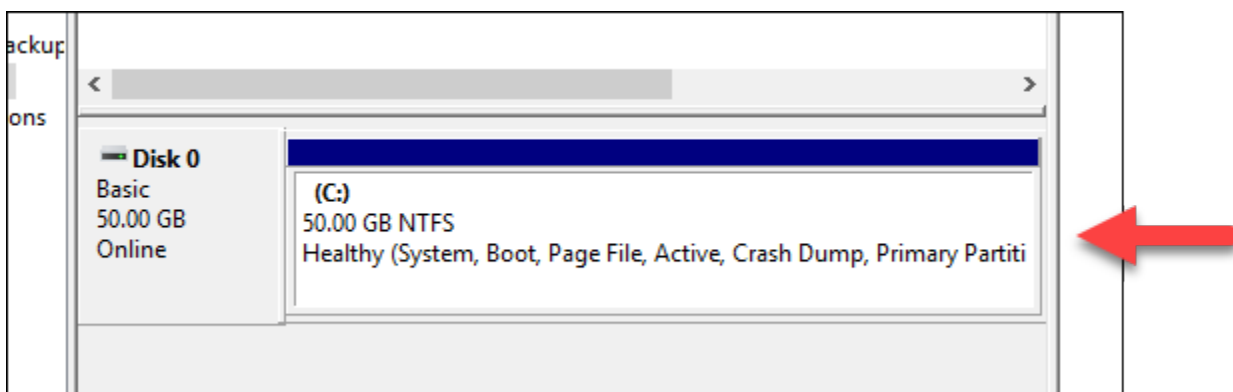 ackup
ons
Disk 0
Basic
50.00 GB
Online
(C:)
50.00 GB NTFS
Healthy (System, Boot, Page File, Active, Crash Dump, Primary Partiti